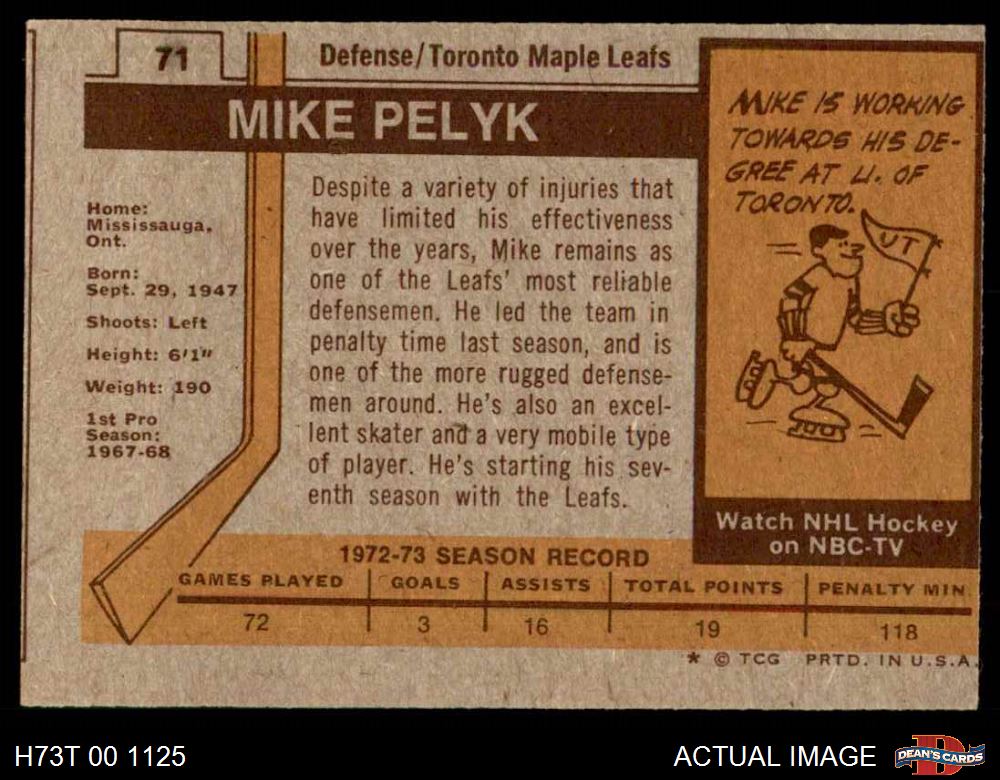 71
Defense/Toronto Maple Leafs
MIKE PELYK
Home:
Mississauga,
Ont.
Born:
Sept. 29, 1947
Shoots: Left
Height: 6'1"
Weight: 190
1st Pro
Season:
1967-68
Despite a variety of injuries that
have limited his effectiveness
over the years, Mike remains as
one of the Leafs' most reliable
defensemen. He led the team in
penalty time last season, and is
one of the more rugged defense-
men around. He's also an excel-
lent skater and a very mobile type
of player. He's starting his sev-
enth season with the Leafs.
MIKE IS WORKING
TOWARDS HIS DE-
GREE AT U. OF
TORONTO.
UT
Watch NHL Hockey
on NBC-TV
1972-73 SEASON RECORD
GAMES PLAYED GOALS ASSISTS TOTAL POINTS PENALTY MIN.
72 3 16 19 118
* © TCG PRTD. IN U.S.A.
H73T 00 1125
ACTUAL IMAGE
DEAN'S CARDS